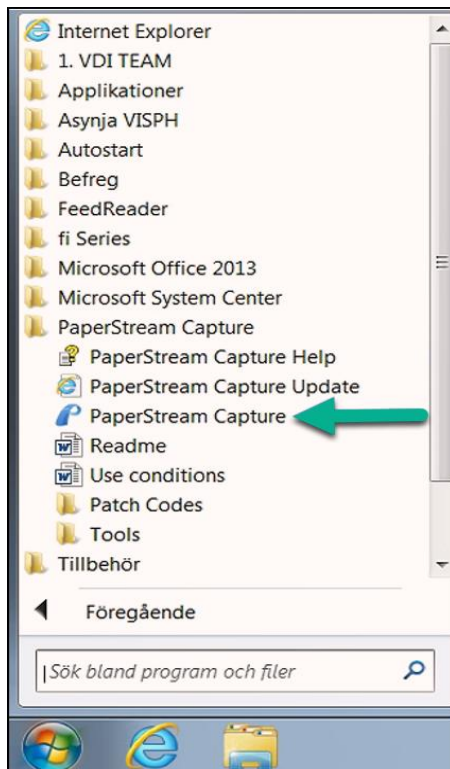 Internet Explorer
1. VDI TEAM
Applikationer
Asynja VISPH
Autostart
Befreg
FeedReader
fi Series
Microsoft Office 2013
Microsoft System Center
PaperStream Capture
PaperStream Capture Help
PaperStream Capture Update
PaperStream Capture
Readme
Use conditions
Patch Codes
Tools
Tillbehör
Föregående
Sök bland program och filer